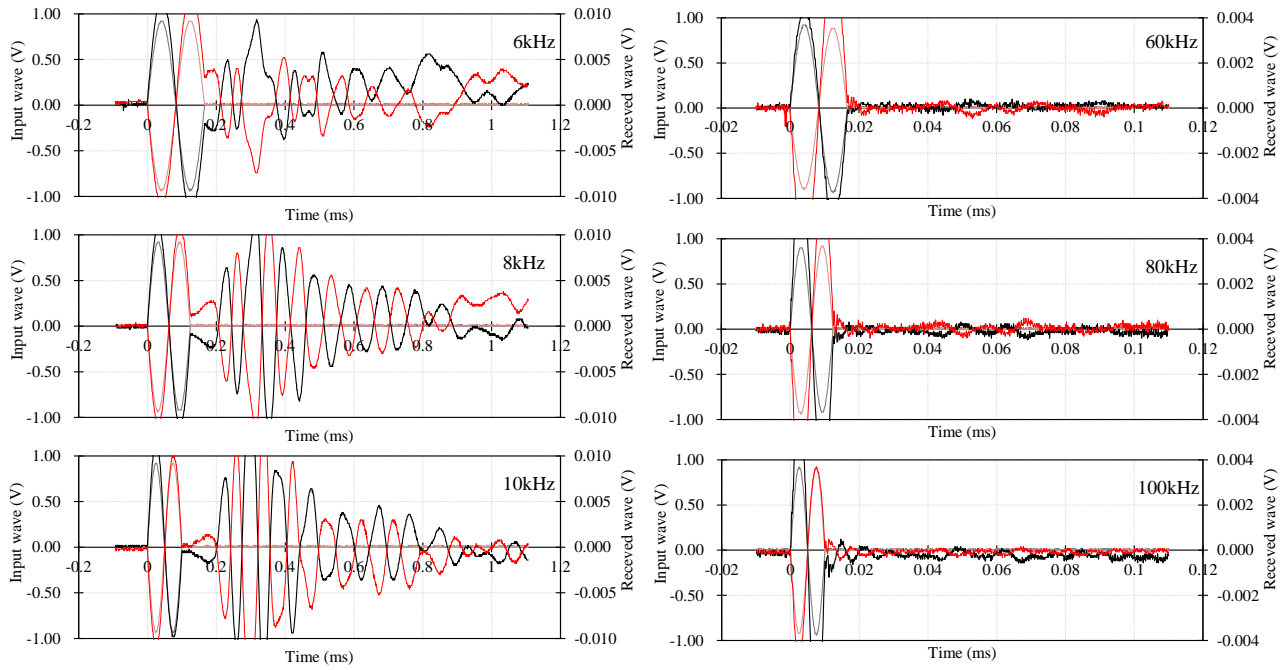 1.00 0.010
6kHz
0.50 0.005
0.00 0.000
-0.2 0 0.2 0.4 0.6 0.8 1 1.2
-0.50 -0.005
-1.00 -0.010
Input wave (V)
Receved wave (V)
Time (ms)
1.00 0.010
8kHz
0.50 0.005
0.00 0.000
-0.2 0 0.2 0.4 0.6 0.8 1 1.2
-0.50 -0.005
-1.00 -0.010
Input wave (V)
Receved wave (V)
Time (ms)
1.00 0.010
10kHz
0.50 0.005
0.00 0.000
-0.2 0 0.2 0.4 0.6 0.8 1 1.2
-0.50 -0.005
-1.00 -0.010
Input wave (V)
Receved wave (V)
Time (ms)
1.00 0.004
60kHz
0.50 0.002
0.00 0.000
-0.02 0 0.02 0.04 0.06 0.08 0.1 0.12
-0.50 -0.002
-1.00 -0.004
Input wave (V)
Receved wave (V)
Time (ms)
1.00 0.004
80kHz
0.50 0.002
0.00 0.000
-0.02 0 0.02 0.04 0.06 0.08 0.1 0.12
-0.50 -0.002
-1.00 -0.004
Input wave (V)
Receved wave (V)
Time (ms)
1.00 0.004
100kHz
0.50 0.002
0.00 0.000
-0.02 0 0.02 0.04 0.06 0.08 0.1 0.12
-0.50 -0.002
-1.00 -0.004
Input wave (V)
Receved wave (V)
Time (ms)